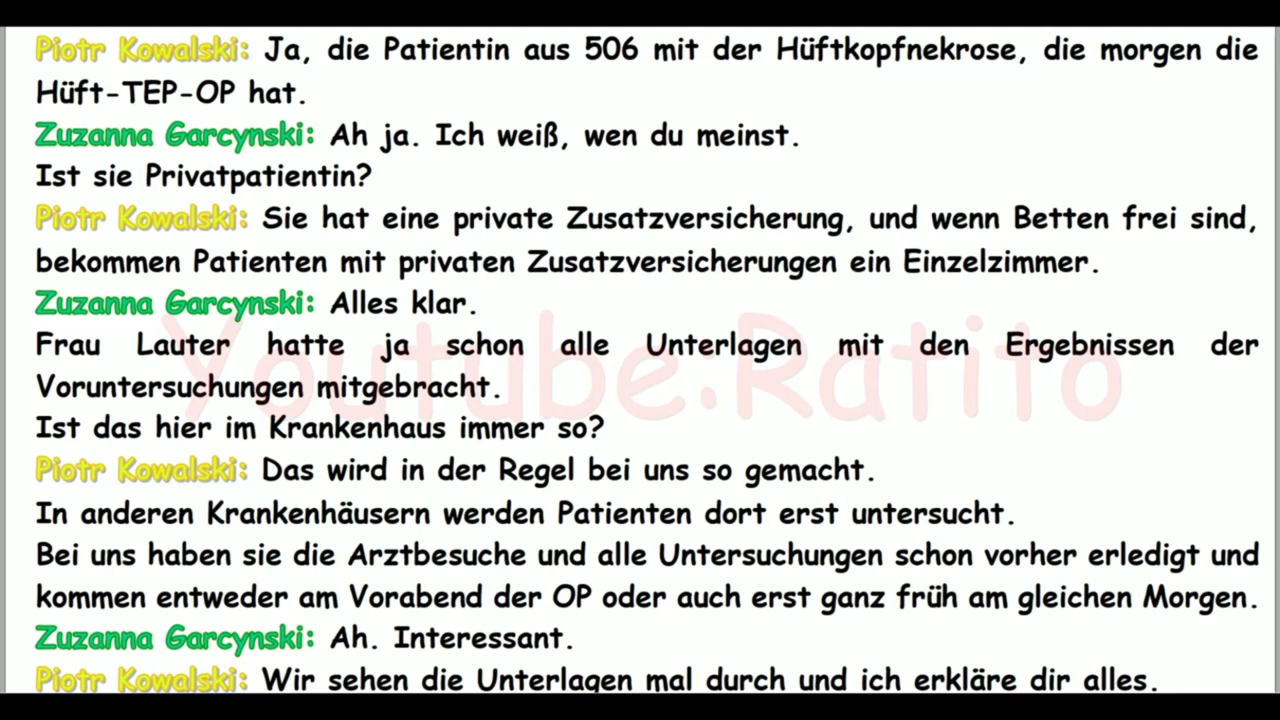 Piotr Kowalski: Ja, die Patientin aus 506 mit der Hüftkopfnekrose, die morgen die
Hüft-TEP-OP hat.
Zuzanna Garcynski: Ah ja. Ich weiß, wen du meinst.
Ist sie Privatpatientin?
Piotr Kowalski: Sie hat eine private Zusatzversicherung, und wenn Betten frei sind,
bekommen Patienten mit privaten Zusatzversicherungen ein Einzelzimmer.
Zuzanna Garcynski: Alles klar.
Frau Lauter hatte ja schon alle Unterlagen mit den Ergebnissen der
Voruntersuchungen mitgebracht.
Youtube:Ratito
Ist das hier im Krankenhaus immer so?
Piotr Kowalski: Das wird in der Regel bei uns so gemacht.
In anderen Krankenhäusern werden Patienten dort erst untersucht.
Bei uns haben sie die Arztbesuche und alle Untersuchungen schon vorher erledigt und
kommen entweder am Vorabend der OP oder auch erst ganz früh am gleichen Morgen.
Zuzanna Garcynski: Ah. Interessant.
Piotr Kowalski: Wir sehen die Unterlagen mal durch und ich erkläre dir alles.